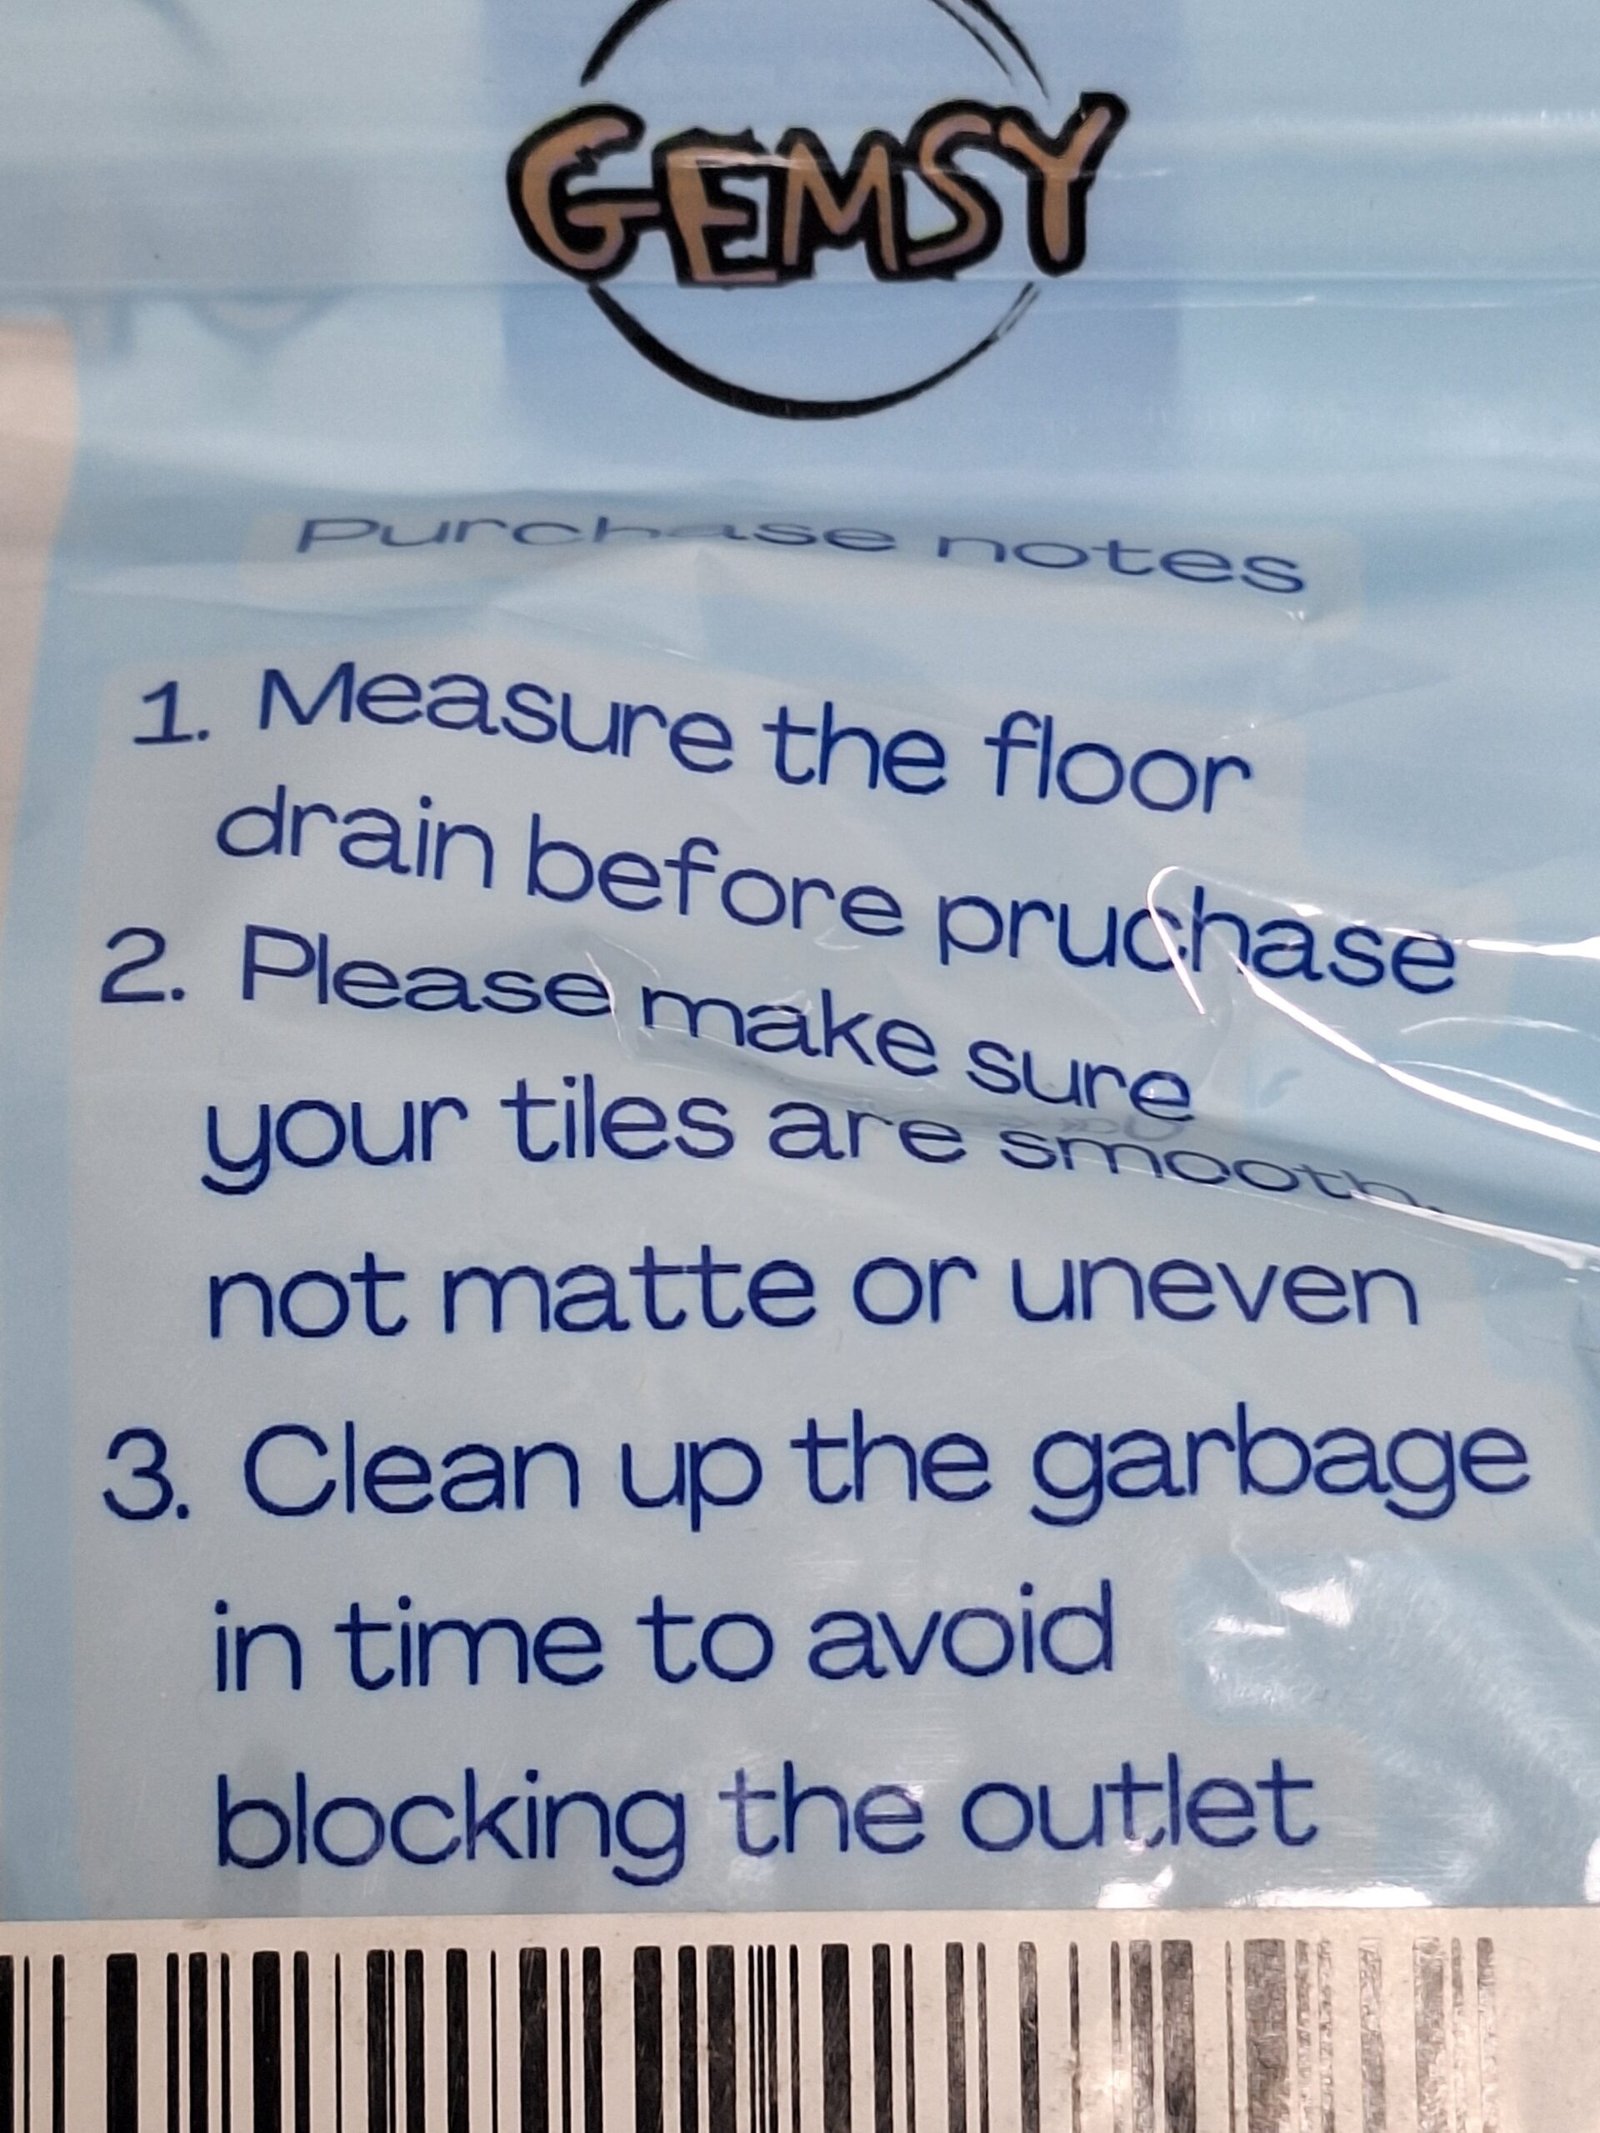 GEMSY
Purchase notes
1. Measure the floor
drain before pruchase
2. Please make sure
your tiles are smooth,
not matte or uneven
3. Clean up the garbage
in time to avoid
blocking the outlet